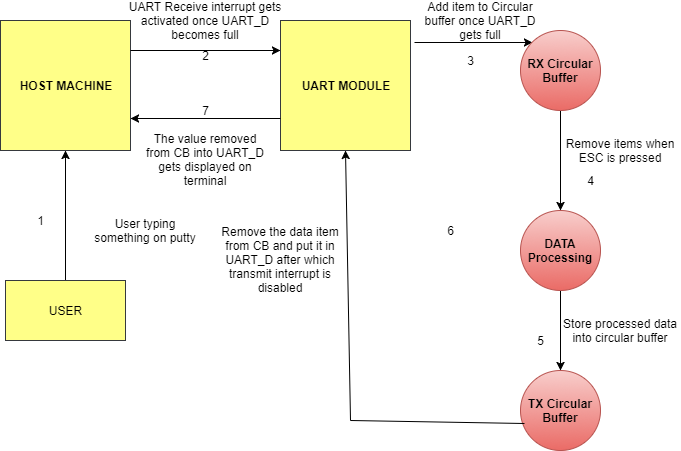 UART Receive interrupt gets
activated once UART_D
becomes full
2
Add item to Circular
buffer once UART_D
gets full
3
HOST MACHINE
UART MODULE
RX Circular
Buffer
7
The value removed
from CB into UART_D
gets displayed on
terminal
Remove items when
ESC is pressed
4
1
User typing
something on putty
Remove the data item
from CB and put it in
UART_D after which
transmit interrupt is
disabled
6
DATA
Processing
USER
5
Store processed data
into circular buffer
TX Circular
Buffer